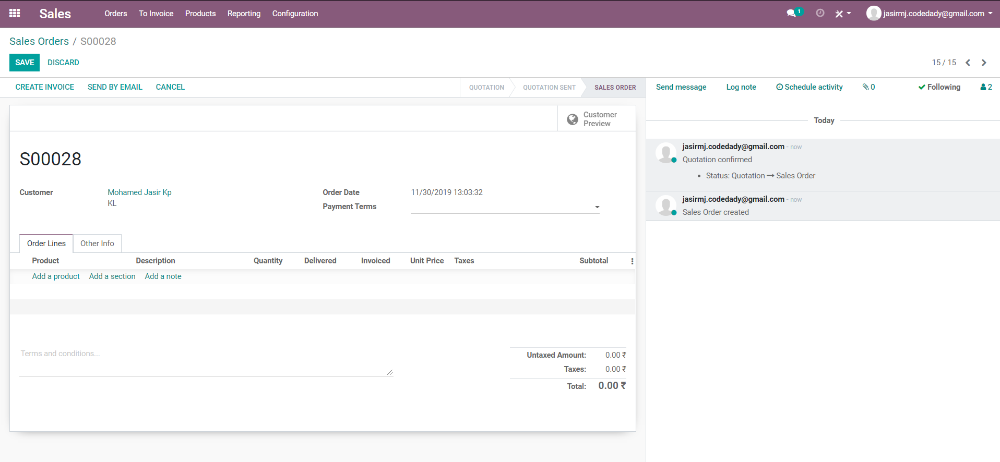 Sales Orders To Invoice Products Reporting Configuration 1 jasirmj.codedady@gmail.com
Sales Orders / S00028
SAVE DISCARD 15 / 15
CREATE INVOICE SEND BY EMAIL CANCEL QUOTATION QUOTATION SENT SALES ORDER
Customer
Preview
S00028
Customer Mohamed Jasir Kp
KL
Order Date 11/30/2019 13:03:32
Payment Terms
Order Lines Other Info
Product Description Quantity Delivered Invoiced Unit Price Taxes Subtotal
Add a product Add a section Add a note
Terms and conditions...
Untaxed Amount: 0.00 ₹
Taxes: 0.00 ₹
Total: 0.00 ₹
Send message Log note Schedule activity 0 Following 2
Today
jasirmj.codedady@gmail.com - now
Quotation confirmed
• Status: Quotation → Sales Order
jasirmj.codedady@gmail.com - now
Sales Order created